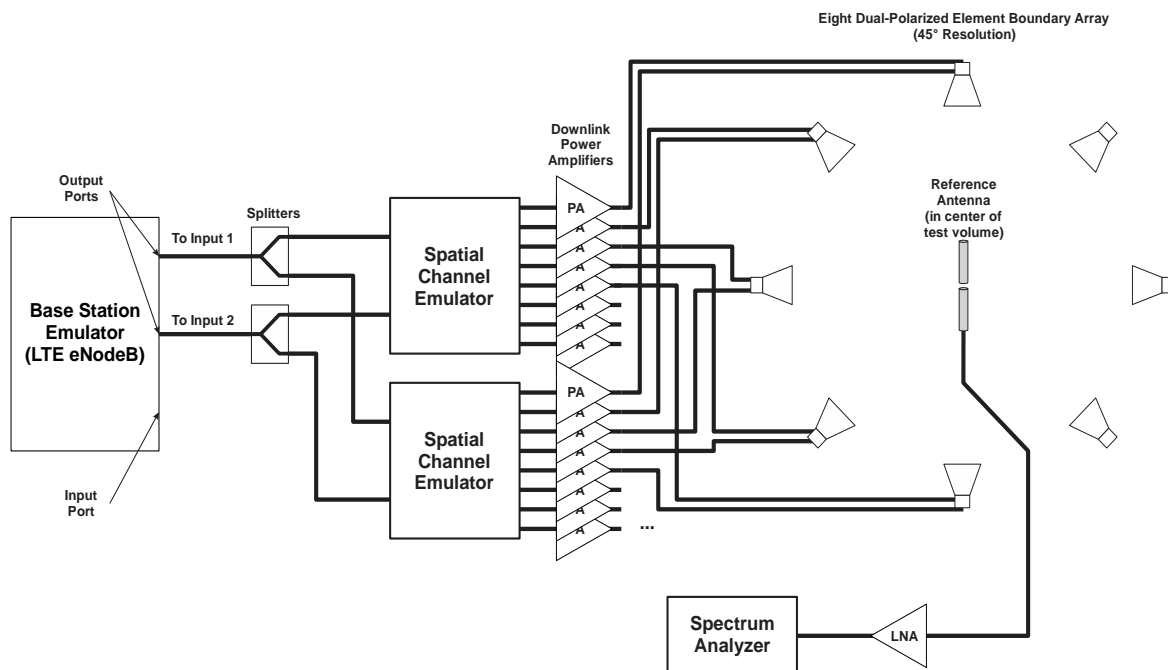 Eight Dual-Polarized Element Boundary Array
(45° Resolution)
Downlink
Power
Amplifiers
Output
Ports
Splitters
Reference
Antenna
(in center of
test volume)
To Input 1
To Input 2
Base Station
Emulator
(LTE eNodeB)
Input
Port
Spatial
Channel
Emulator
PA
A
A
A
A
A
A
A
Spatial
Channel
Emulator
PA
A
A
A
A
A
A
A
...
Spectrum
Analyzer
LNA